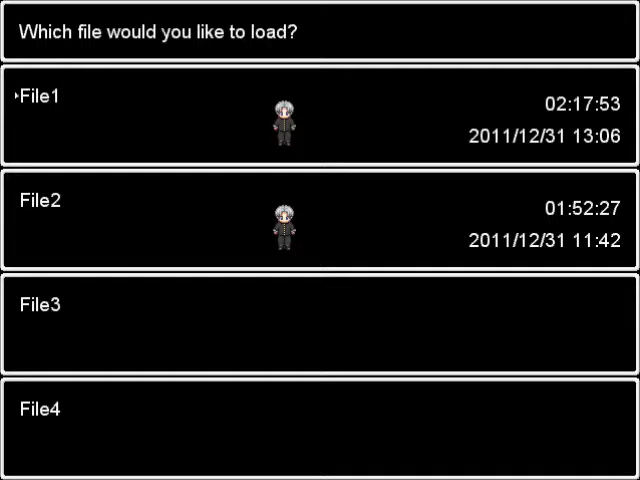 Which file would you like to load?
File1
02:17:53
2011/12/31 13:06
File2
01:52:27
2011/12/31 11:42
File3
File4